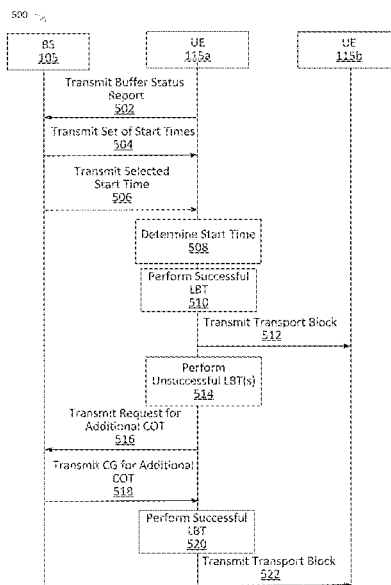 500
BS
105
UE
115a
UE
115b
Transmit Buffer Status
Report
502
Transmit Set of Start Times
504
Transmit Selected
Start Time
506
Determine Start Time
508
Perform Successful
LBT
510
Transmit Transport Block
512
Perform
Unsuccessful LBT(s)
514
Transmit Request for
Additional COT
516
Transmit CG for Additional
COT
518
Perform Successful
LBT
520
Transmit Transport Block
522